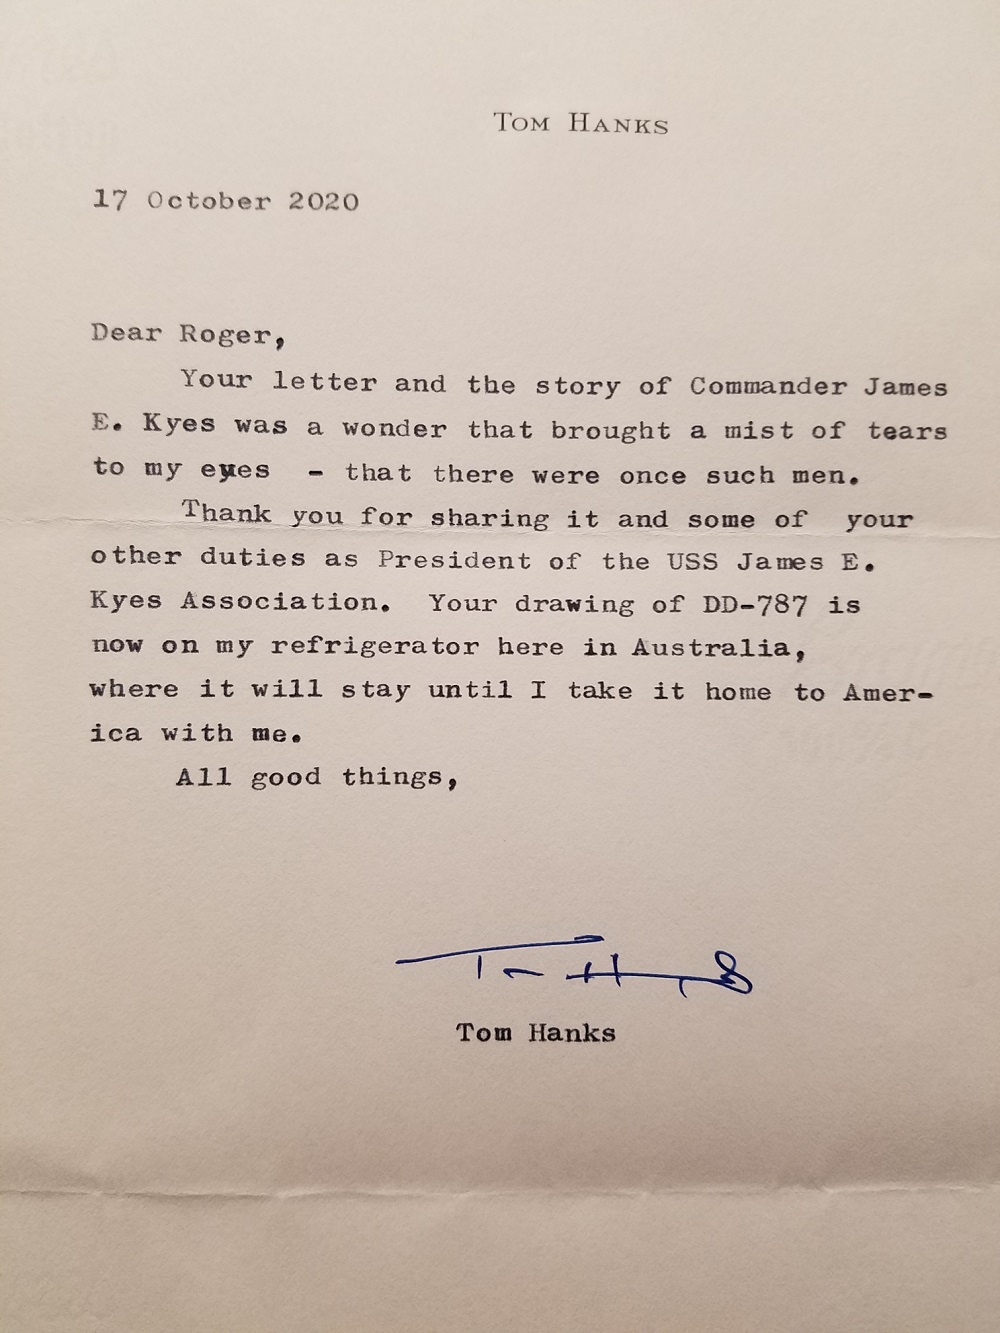 TOM HANKS
17 October 2020
Dear Roger,
Your letter and the story of Commander James
E. Kyes was a wonder that brought a mist of tears
to my eyes - that there were once such men.
Thank you for sharing it and some of your
other duties as President of the USS James E.
Kyes Association. Your drawing of DD-787 is
now on my refrigerator here in Australia,
where it will stay until I take it home to Amer-
ica with me.
All good things,
Tom Hanks
Tom Hanks